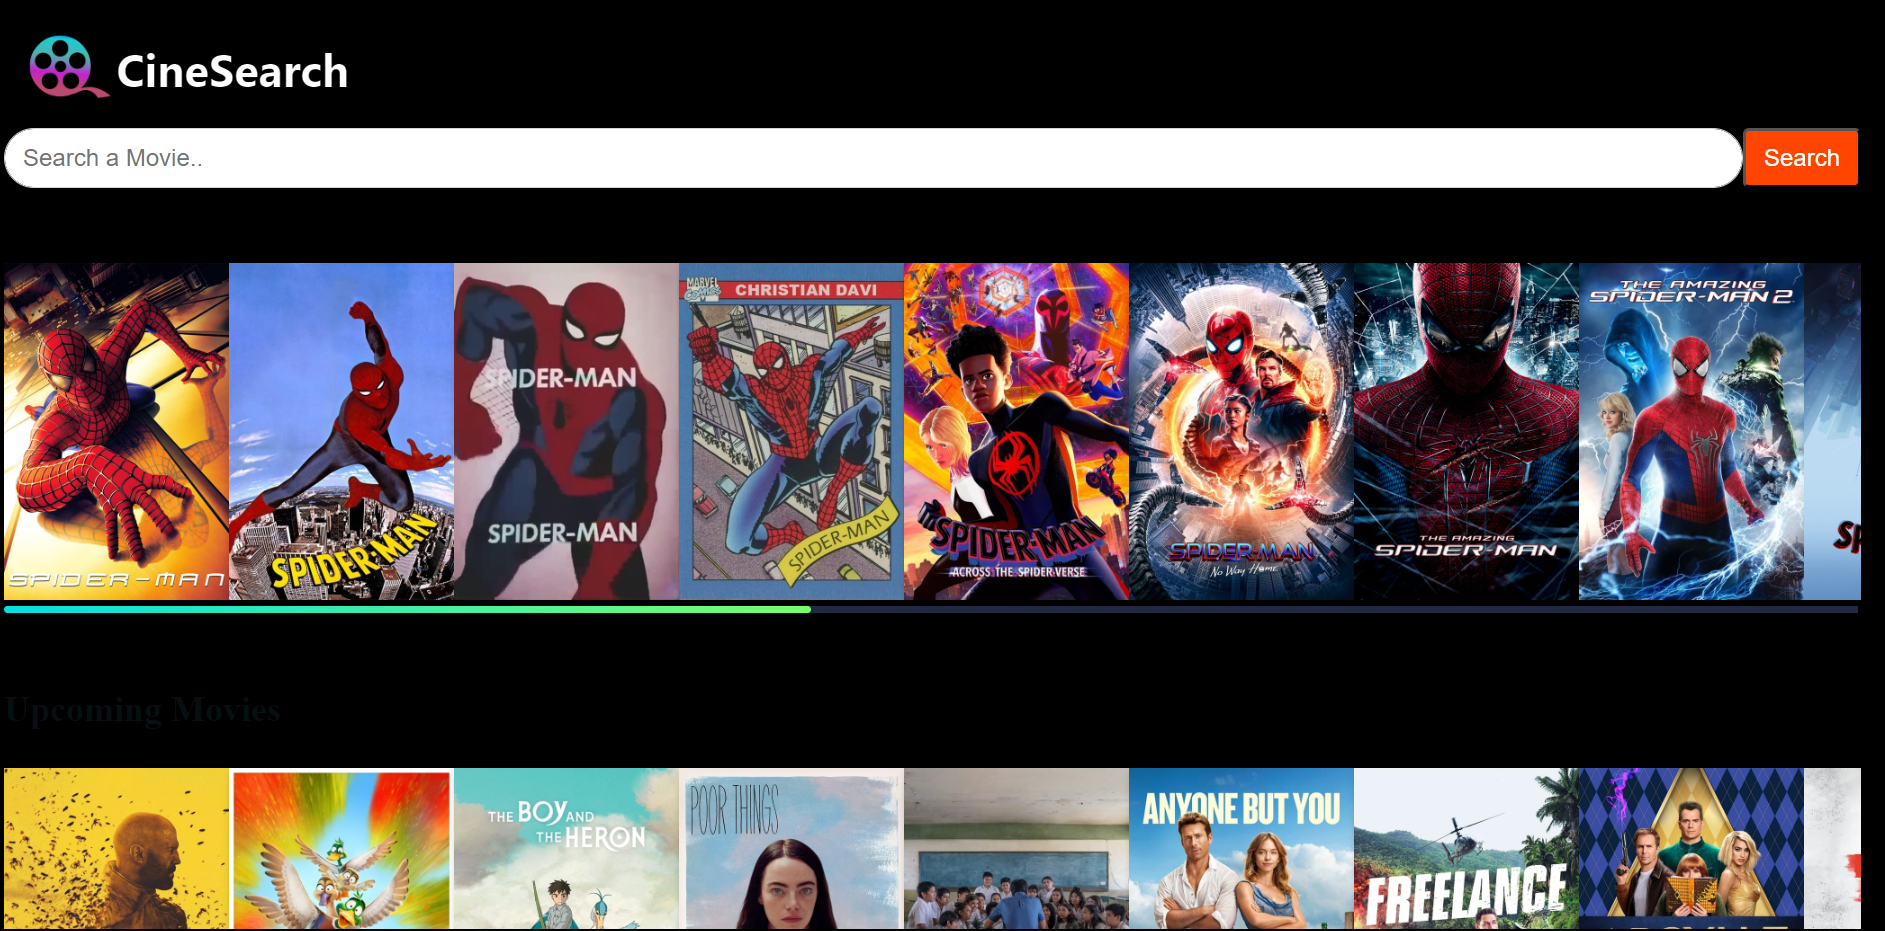 CineSearch
Search a Movie..
Search
SPIDER-MAN
SPIDER-MAN
SPIDER-MAN
SPIDER-MAN
MARVEL
COMICS
CHRISTIAN DAVI
SPIDER-MAN
SPIDER-MAN
ACROSS THE SPIDER-VERSE
SPIDER-MAN
No Way Home
THE AMAZING
SPIDER-MAN
THE AMAZING
SPIDER-MAN 2
SP
Upcoming Movies
THE BOY AND
THE HERON
POOR THINGS
ANYONE BUT YOU
FREELANCE